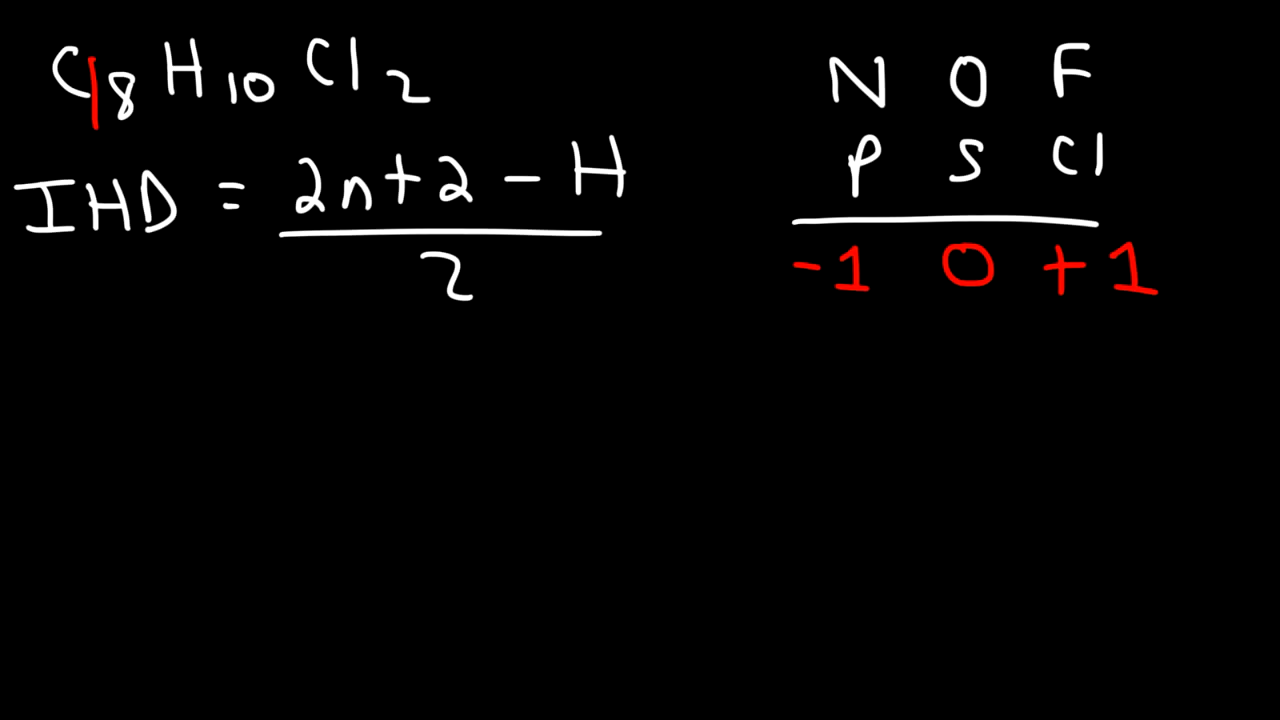 C8H10Cl2
IHD = 2n+2-H
2
N O F
P S Cl
-1 0 +1